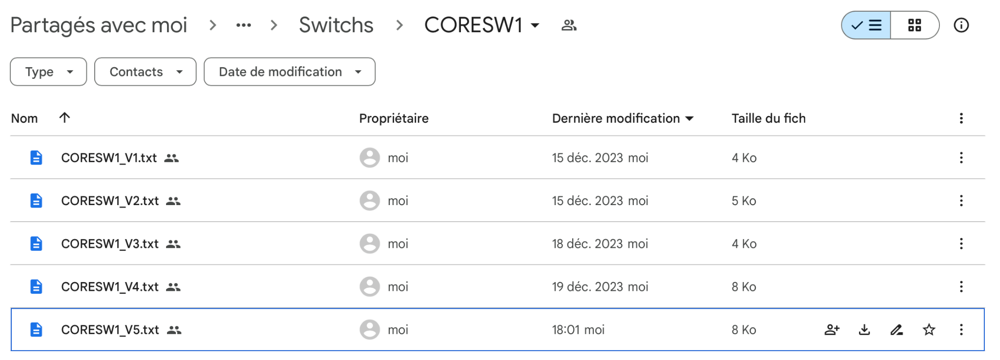 Partagés avec moi > ... > Switchs > CORESW1
Type Contacts Date de modification
Nom Propriétaire Dernière modification Taille du fich
CORESW1_V1.txt moi 15 déc. 2023 moi 4 Ko
CORESW1_V2.txt moi 15 déc. 2023 moi 5 Ko
CORESW1_V3.txt moi 18 déc. 2023 moi 4 Ko
CORESW1_V4.txt moi 19 déc. 2023 moi 8 Ko
CORESW1_V5.txt moi 18:01 moi 8 Ko